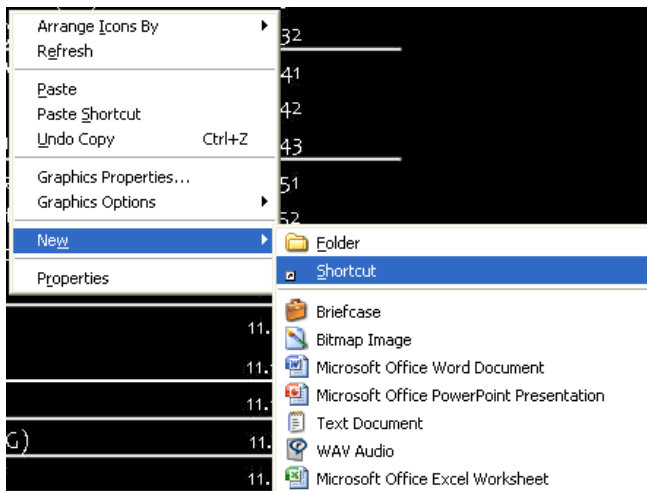 Arrange Icons By
Refresh
Paste
Paste Shortcut
Undo Copy Ctrl+Z
Graphics Properties...
Graphics Options
New
Properties
32
41
42
43
51
52
Folder
Shortcut
Briefcase
Bitmap Image
Microsoft Office Word Document
Microsoft Office PowerPoint Presentation
Text Document
WAV Audio
Microsoft Office Excel Worksheet
11.
11.
11.
G) 11.
11.